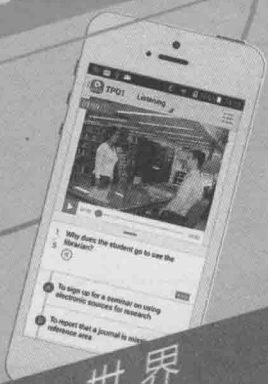 TPO1
Listening
1
5
Why does the student go to see the
librarian?
A To sign up for a seminar on using
electronic sources for research
B To report that a journal is
reference area
世界